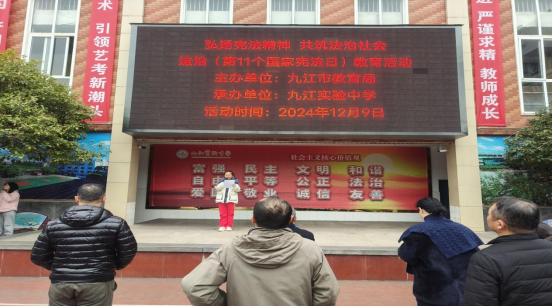 弘扬宪法精神 共筑法治社会
暨浔（第11个国家宪法日）教育活动
主办单位：九江市教育局
承办单位：九江实验中学
活动时间：2024年12月9日
术
引领艺考新潮头
严谨求精
教师成长
社会主义核心价值观
富强 民主 文明 和谐
自由 平等 公正 法治
爱国 敬业 诚信 友善